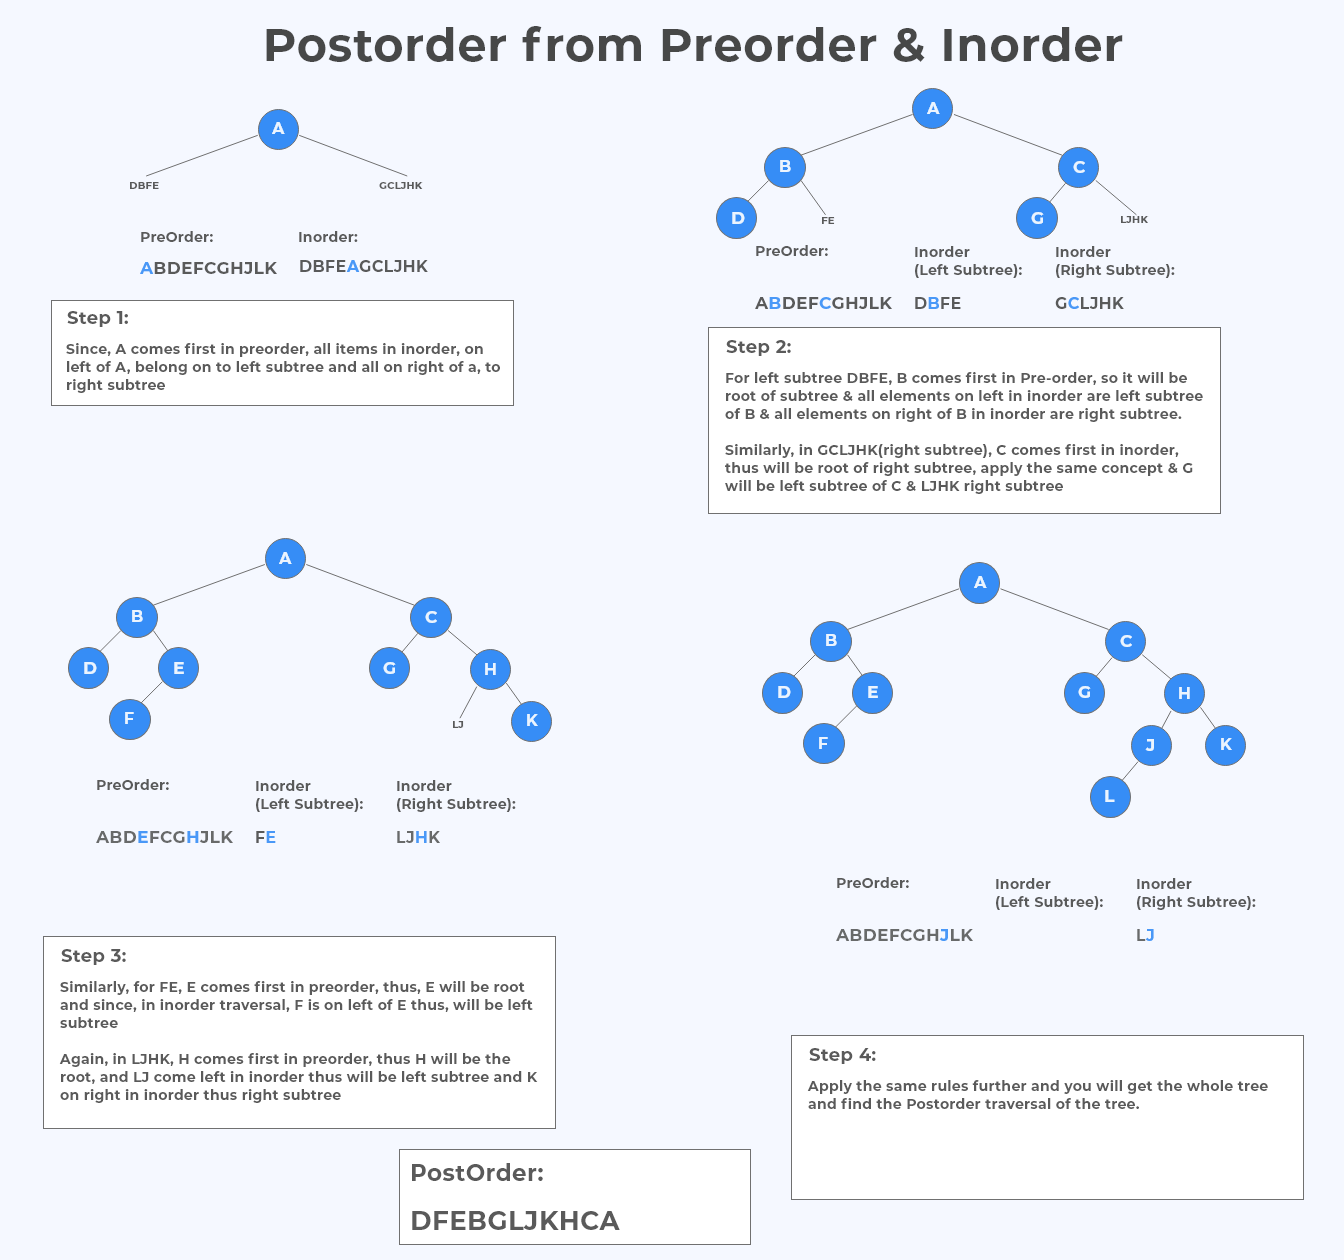 Postorder from Preorder & Inorder
A
DBFE
GCLJHK
PreOrder:
Inorder:
ABDEFCGHJLK
DBFEAGCLJHK
Step 1:
Since, A comes first in preorder, all items in inorder, on
left of A, belong on to left subtree and all on right of a, to
right subtree
A
B
C
D
FE
G
LJHK
PreOrder:
Inorder
(Left Subtree):
Inorder
(Right Subtree):
ABDEFCGHJLK
DBFE
GCLJHK
Step 2:
For left subtree DBFE, B comes first in Pre-order, so it will be
root of subtree & all elements on left in inorder are left subtree
of B & all elements on right of B in inorder are right subtree.
Similarly, in GCLJHK(right subtree), C comes first in inorder,
thus will be root of right subtree, apply the same concept & G
will be left subtree of C & LJHK right subtree
A
B
C
D
E
G
H
F
LJ
K
PreOrder:
Inorder
(Left Subtree):
Inorder
(Right Subtree):
ABDEFCGHJLK
FE
LJHK
Step 3:
Similarly, for FE, E comes first in preorder, thus, E will be root
and since, in inorder traversal, F is on left of E thus, will be left
subtree
Again, in LJHK, H comes first in preorder, thus H will be the
root, and LJ come left in inorder thus will be left subtree and K
on right in inorder thus right subtree
A
B
C
D
E
G
H
F
J
K
L
PreOrder:
Inorder
(Left Subtree):
Inorder
(Right Subtree):
ABDEFCGHJLK
LJ
Step 4:
Apply the same rules further and you will get the whole tree
and find the Postorder traversal of the tree.
PostOrder:
DFEBGLJKHCA